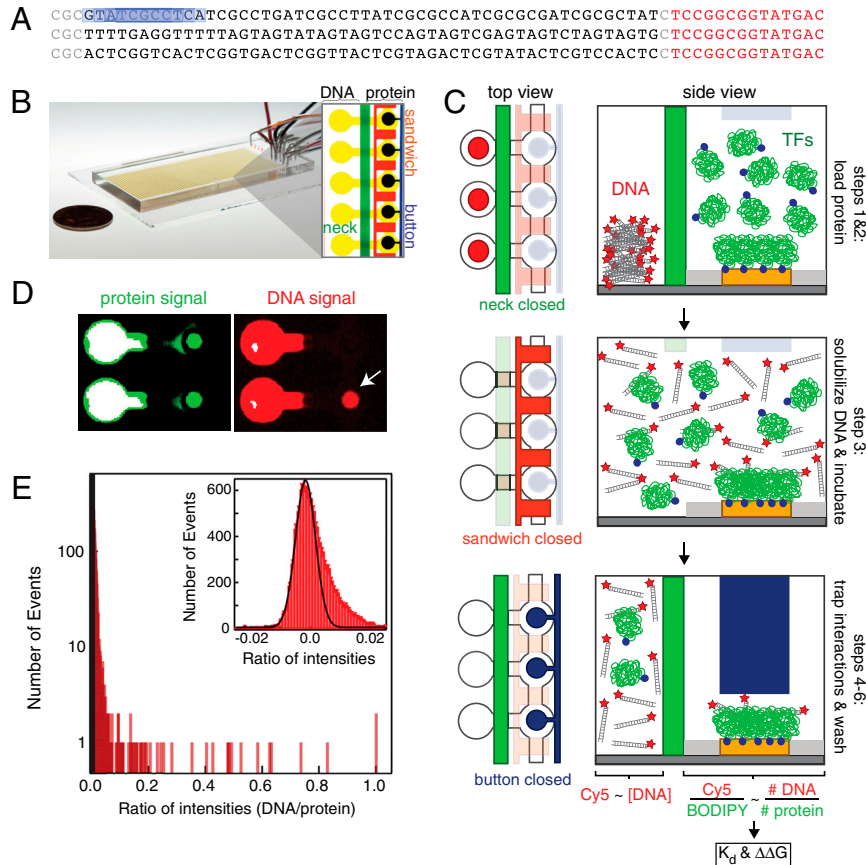 A
CGCGTATCGCCTCATCGCCTGATCGCCTTATCGCGCCATCGCGCGATCGCGCTATCTCCGGCGGTATGAC
CGCTTTTGAGGTTTTTAGTAGTATAGTAGTCCAGTAGTCGAGTAGTCTAGTAGTGCTCCGGCGGTATGAC
CGCACTCGGTACTCGGTGACTCGGTTACTCGTAGACTCGTATACTCGTCCACTCCTCCGGCGGTATGAC
B
DNA protein
sandwich
button
neck
C
top view
side view
DNA
TFs
neck closed
steps 1&2:
load protein
sandwich closed
step 3:
solubilize DNA & incubate
button closed
steps 4-6:
trap interactions & wash
Cy5 ~ [DNA]
Cy5 ~ # DNA
BODIPY # protein
Kd & ΔΔG
D
protein signal DNA signal
E
Number of Events
100
10
1
0.0 0.2 0.4 0.6 0.8 1.0
Ratio of intensities (DNA/protein)
Number of Events
600
400
200
0
-0.02 0.0 0.02
Ratio of intensities